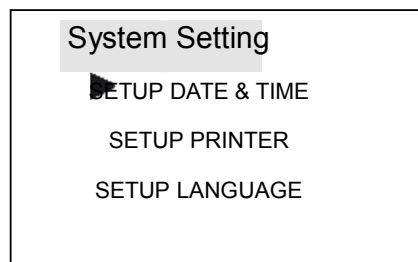 System Setting
SETUP DATE & TIME
SETUP PRINTER
SETUP LANGUAGE